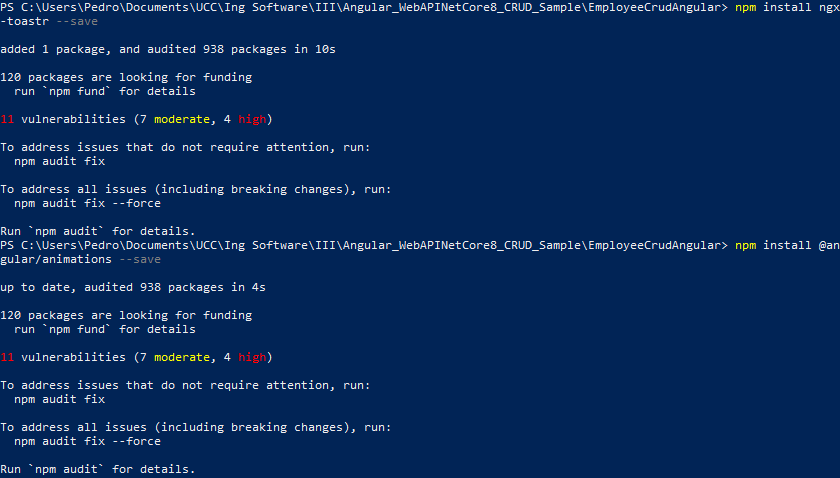 PS C:\Users\Pedro\Documents\UCC\Ing Software\III\Angular_WebAPINetCore8_CRUD_Sample\EmployeeCrudAngular> npm install ngx
-toastr --save
added 1 package, and audited 938 packages in 10s
120 packages are looking for funding
  run `npm fund` for details
11 vulnerabilities (7 moderate, 4 high)
To address issues that do not require attention, run:
  npm audit fix
To address all issues (including breaking changes), run:
  npm audit fix --force
Run `npm audit` for details.
PS C:\Users\Pedro\Documents\UCC\Ing Software\III\Angular_WebAPINetCore8_CRUD_Sample\EmployeeCrudAngular> npm install @an
gular/animations --save
up to date, audited 938 packages in 4s
120 packages are looking for funding
  run `npm fund` for details
11 vulnerabilities (7 moderate, 4 high)
To address issues that do not require attention, run:
  npm audit fix
To address all issues (including breaking changes), run:
  npm audit fix --force
Run `npm audit` for details.